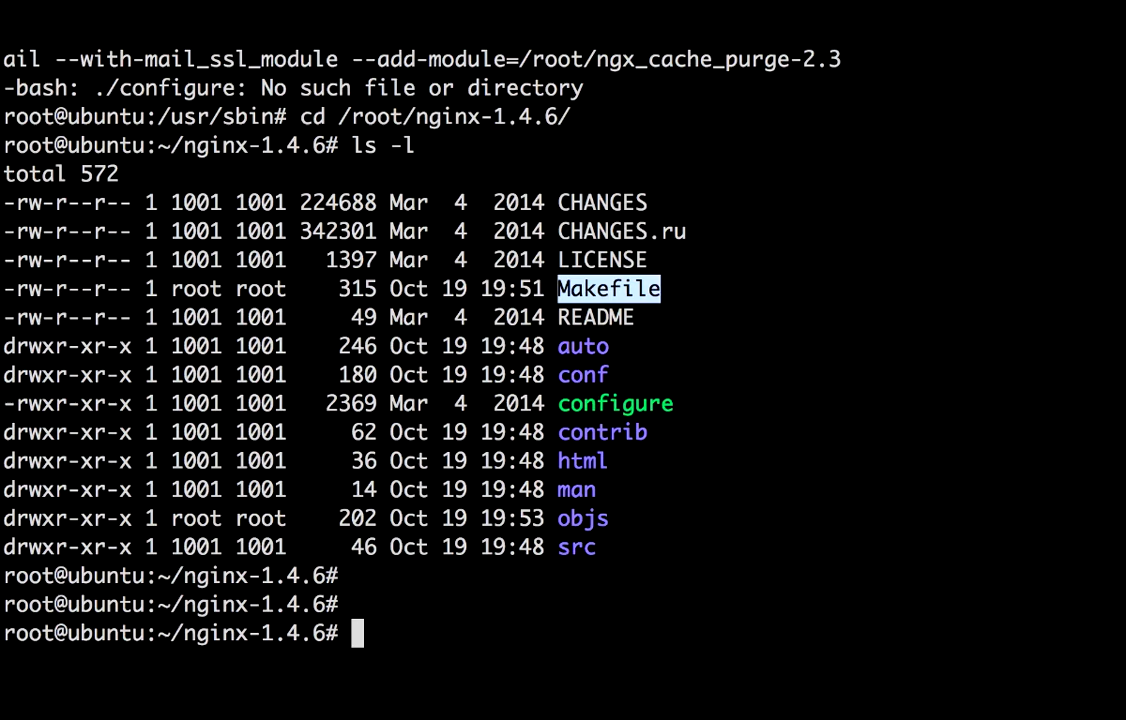 ail --with-mail_ssl_module --add-module=/root/ngx_cache_purge-2.3
-bash: ./configure: No such file or directory
root@ubuntu:/usr/sbin# cd /root/nginx-1.4.6/
root@ubuntu:~/nginx-1.4.6# ls -l
total 572
-rw-r--r-- 1 1001 1001 224688 Mar  4  2014 CHANGES
-rw-r--r-- 1 1001 1001 342301 Mar  4  2014 CHANGES.ru
-rw-r--r-- 1 1001 1001   1397 Mar  4  2014 LICENSE
-rw-r--r-- 1 root root    315 Oct 19 19:51 Makefile
-rw-r--r-- 1 1001 1001     49 Mar  4  2014 README
drwxr-xr-x 1 1001 1001    246 Oct 19 19:48 auto
drwxr-xr-x 1 1001 1001    180 Oct 19 19:48 conf
-rwxr-xr-x 1 1001 1001   2369 Mar  4  2014 configure
drwxr-xr-x 1 1001 1001     62 Oct 19 19:48 contrib
drwxr-xr-x 1 1001 1001     36 Oct 19 19:48 html
drwxr-xr-x 1 1001 1001     14 Oct 19 19:48 man
drwxr-xr-x 1 root root    202 Oct 19 19:53 objs
drwxr-xr-x 1 1001 1001     46 Oct 19 19:48 src
root@ubuntu:~/nginx-1.4.6#
root@ubuntu:~/nginx-1.4.6#
root@ubuntu:~/nginx-1.4.6#